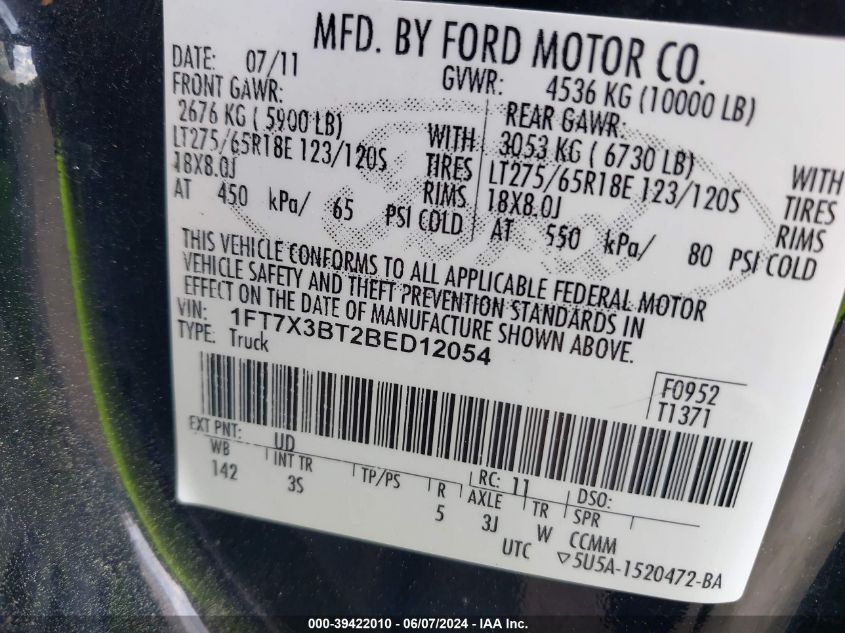 MFD. BY FORD MOTOR CO.
DATE: 07/11 GVWR: 4536 KG (10000 LB)
FRONT GAWR: REAR GAWR:
2676 KG ( 5900 LB) WITH 3053 KG ( 6730 LB) WITH
LT275/65R18E 123/120S TIRES LT275/65R18E 123/120S TIRES
18X8.0J RIMS 18X8.0J RIMS
AT 450 kPa/ 65 PSI COLD AT 550 kPa/ 80 PSI COLD
THIS VEHICLE CONFORMS TO ALL APPLICABLE FEDERAL MOTOR
VEHICLE SAFETY AND THEFT PREVENTION STANDARDS IN
EFFECT ON THE DATE OF MANUFACTURE SHOWN ABOVE.
VIN: 1FT7X3BT2BED12054
TYPE: Truck
F0952
T1371
EXT PNT: UD RC: 11 DSO:
WB INT TR TP/PS R AXLE TR SPR
142 3S 5 3J W CCMM
UTC ▽5U5A-1520472-BA
000-39422010 | 06/07/2024 - IAA Inc.